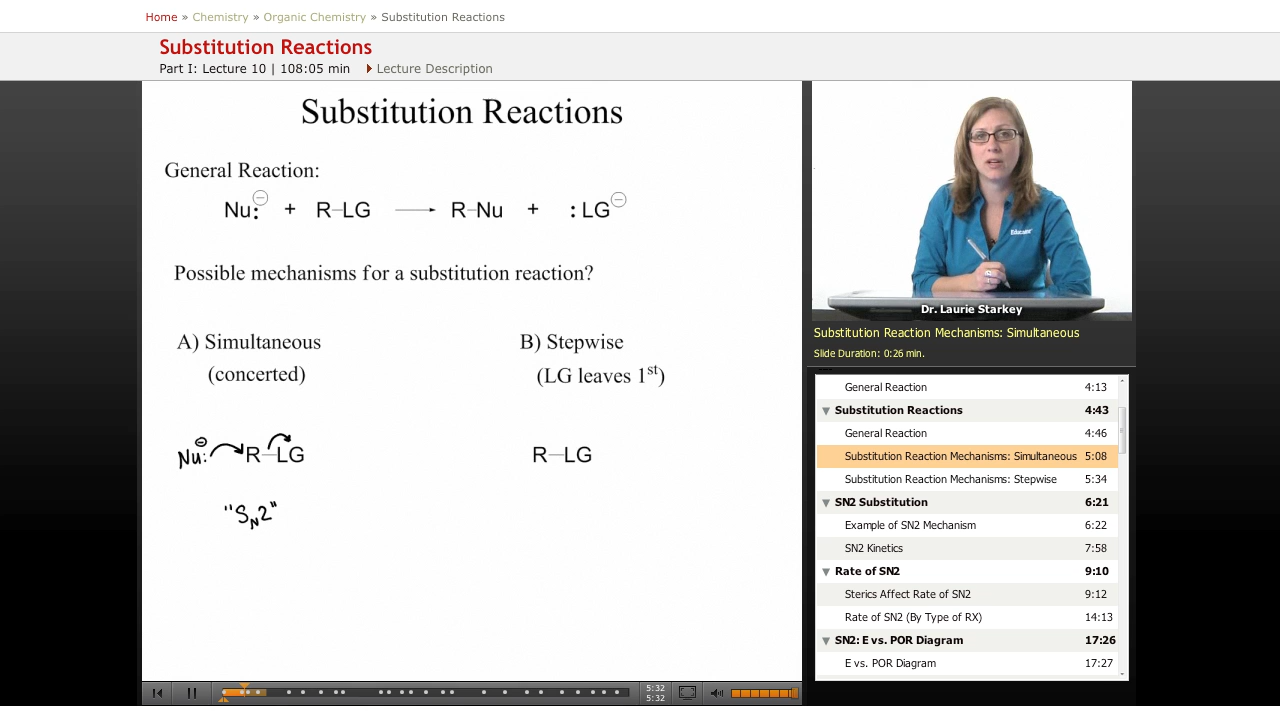 Home » Chemistry » Organic Chemistry » Substitution Reactions
Substitution Reactions
Part I: Lecture 10 | 108:05 min Lecture Description
Substitution Reactions
General Reaction:
Nu:⊖ + R–LG → R–Nu + :LG⊖
Possible mechanisms for a substitution reaction?
A) Simultaneous
(concerted)
B) Stepwise
(LG leaves 1st)
Nu:⊖ R–LG
R–LG
"SN2"
Educator
Dr. Laurie Starkey
Substitution Reaction Mechanisms: Simultaneous
Slide Duration: 0:26 min.
General Reaction 4:13
Substitution Reactions 4:43
General Reaction 4:46
Substitution Reaction Mechanisms: Simultaneous 5:08
Substitution Reaction Mechanisms: Stepwise 5:34
SN2 Substitution 6:21
Example of SN2 Mechanism 6:22
SN2 Kinetics 7:58
Rate of SN2 9:10
Sterics Affect Rate of SN2 9:12
Rate of SN2 (By Type of RX) 14:13
SN2: E vs. POR Diagram 17:26
E vs. POR Diagram 17:27
5:32
5:32